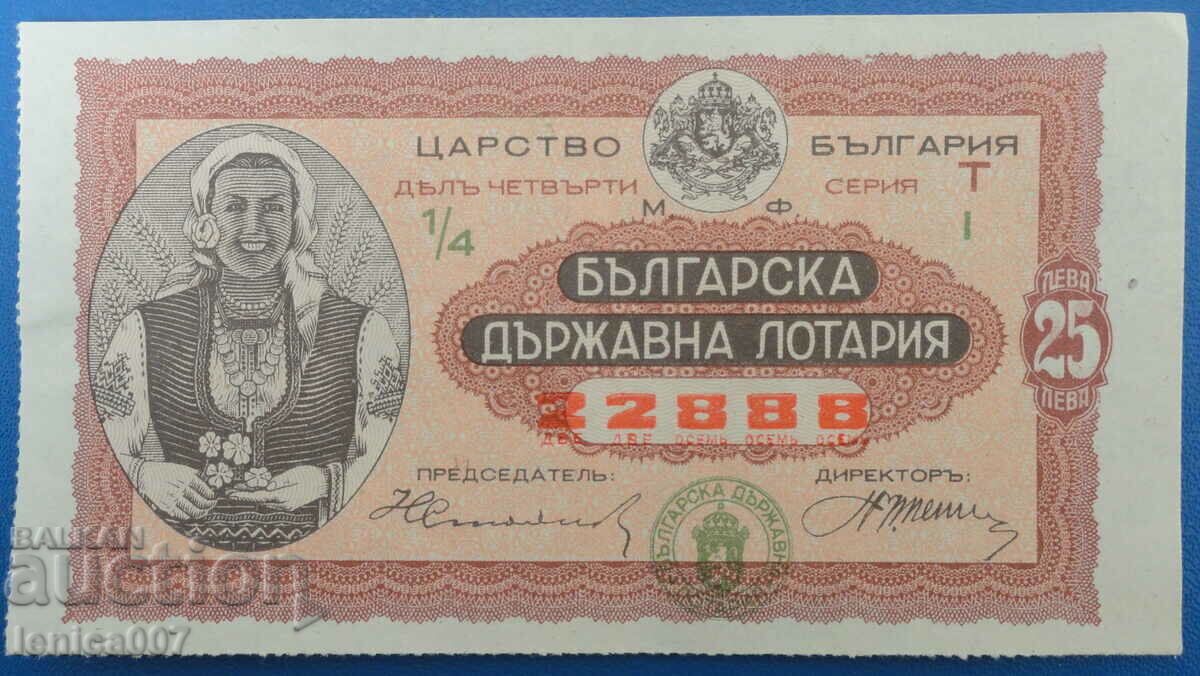 ЦАРСТВО БЪЛГАРИЯ
ДѢЛЪ ЧЕТВЪРТИ СЕРИЯ Т
1/4 М Ф. I
БЪЛГАРСКА
ДЪРЖАВНА ЛОТАРИЯ
ЛЕВА
25
ЛЕВА
22888
ДВЕ ДВЕ ОСЕМЬ ОСЕМЬ ОСЕМЬ
ПРЕДСЕДАТЕЛЬ: ДИРЕКТОРЪ:
БЪЛГАРСКА ДЪРЖАВНА
BALKAN
auction
lenica007